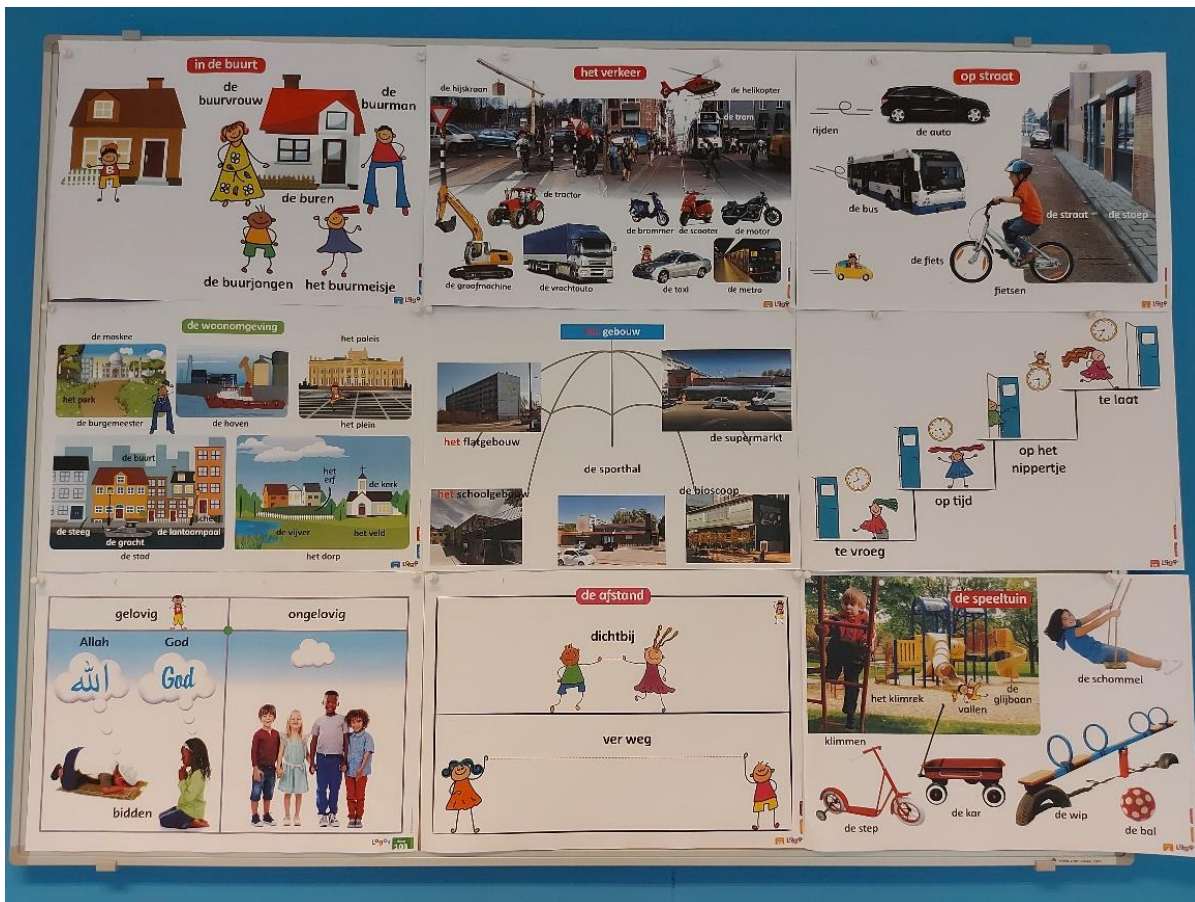 in de buurt
de
buurvrouw
de
buurman
B
de buren
de buurjongen
het buurmeisje
het verkeer
de hijskraan
de helikopter
de tram
de tractor
de brommer
de scooter
de motor
de graafmachine
de vrachtauto
de taxi
de metro
op straat
rijden
de auto
de bus
de straat
de stoep
de fiets
fietsen
de woonomgeving
de moskee
het paleis
het park
de burgemeester
de haven
het plein
de buurt
het
erf
de kerk
scheef
de steeg
de gracht
de lantaarnpaal
de vijver
het veld
de stad
het dorp
het gebouw
het flatgebouw
de supermarkt
de sporthal
het schoolgebouw
de bioscoop
te laat
op het
nippertje
op tijd
te vroeg
gelovig
ongelovig
Allah
God
الله
God
bidden
de afstand
dichtbij
ver weg
de speeltuin
het klimrek
vallen
de
glijbaan
de schommel
klimmen
de step
de kar
de wip
de bal